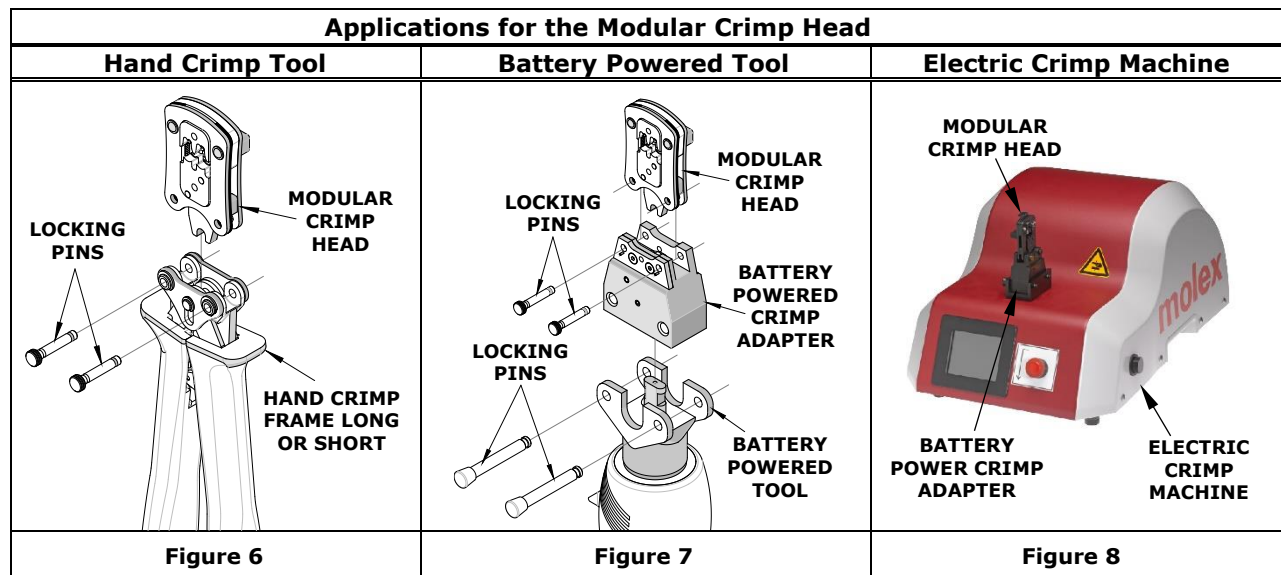 Applications for the Modular Crimp Head
Hand Crimp Tool
Battery Powered Tool
Electric Crimp Machine
MODULAR
CRIMP
HEAD
LOCKING
PINS
HAND CRIMP
FRAME LONG
OR SHORT
MODULAR
CRIMP
HEAD
LOCKING
PINS
BATTERY
POWERED
CRIMP
ADAPTER
LOCKING
PINS
BATTERY
POWERED
TOOL
MODULAR
CRIMP HEAD
molex
BATTERY
POWER CRIMP
ADAPTER
ELECTRIC
CRIMP
MACHINE
Figure 6
Figure 7
Figure 8